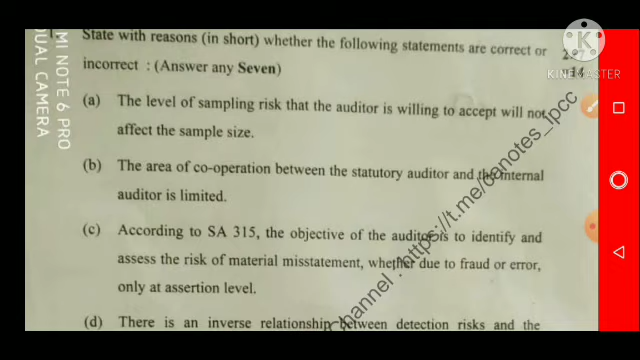 1. State with reasons (in short) whether the following statements are correct or
incorrect : (Answer any Seven)
2×7
=14
(a) The level of sampling risk that the auditor is willing to accept will not
affect the sample size.
(b) The area of co-operation between the statutory auditor and the internal
auditor is limited.
(c) According to SA 315, the objective of the auditor is to identify and
assess the risk of material misstatement, whether due to fraud or error,
only at assertion level.
(d) There is an inverse relationship between detection risks and the
MI NOTE 6 PRO
DUAL CAMERA
KINEMASTER
Channel :https://t.me/canotes_ipcc